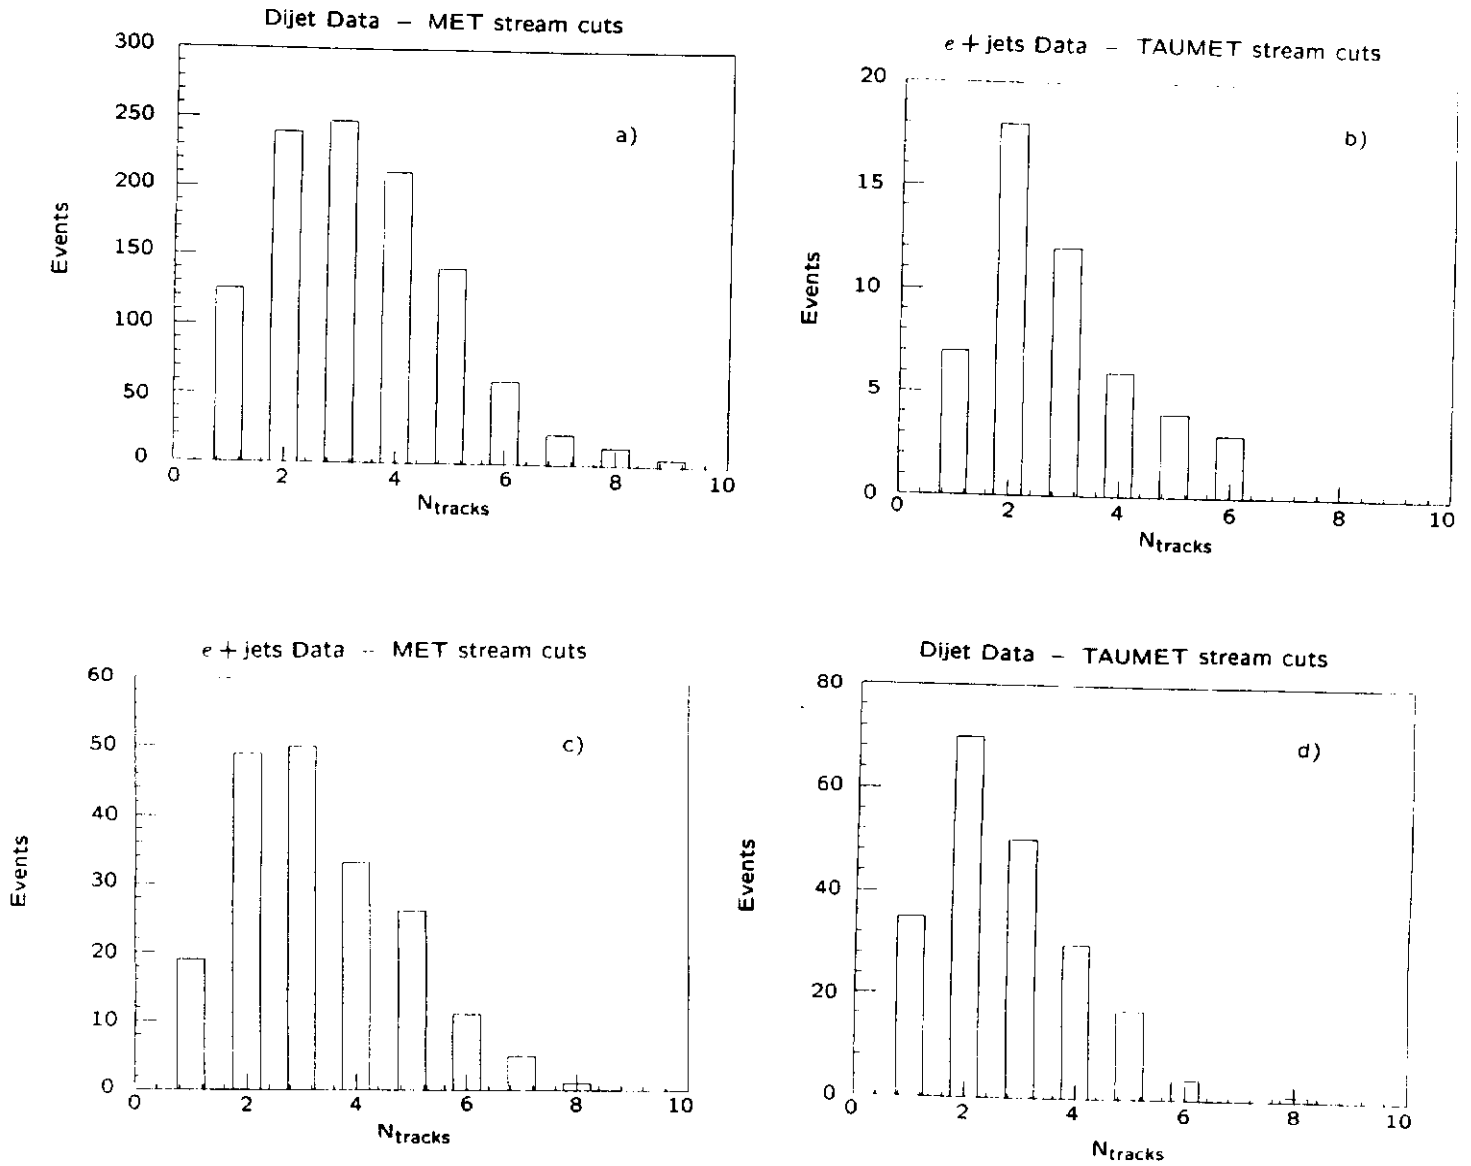 Dijet Data – MET stream cuts
300
250
200
150
100
50
0
Events
a)
0 2 4 6 8 10
Ntracks
e + jets Data – TAUMET stream cuts
20
15
10
5
0
Events
b)
0 2 4 6 8 10
Ntracks
e + jets Data – MET stream cuts
60
50
40
30
20
10
0
Events
c)
0 2 4 6 8 10
Ntracks
Dijet Data – TAUMET stream cuts
80
60
40
20
0
Events
d)
0 2 4 6 8 10
Ntracks